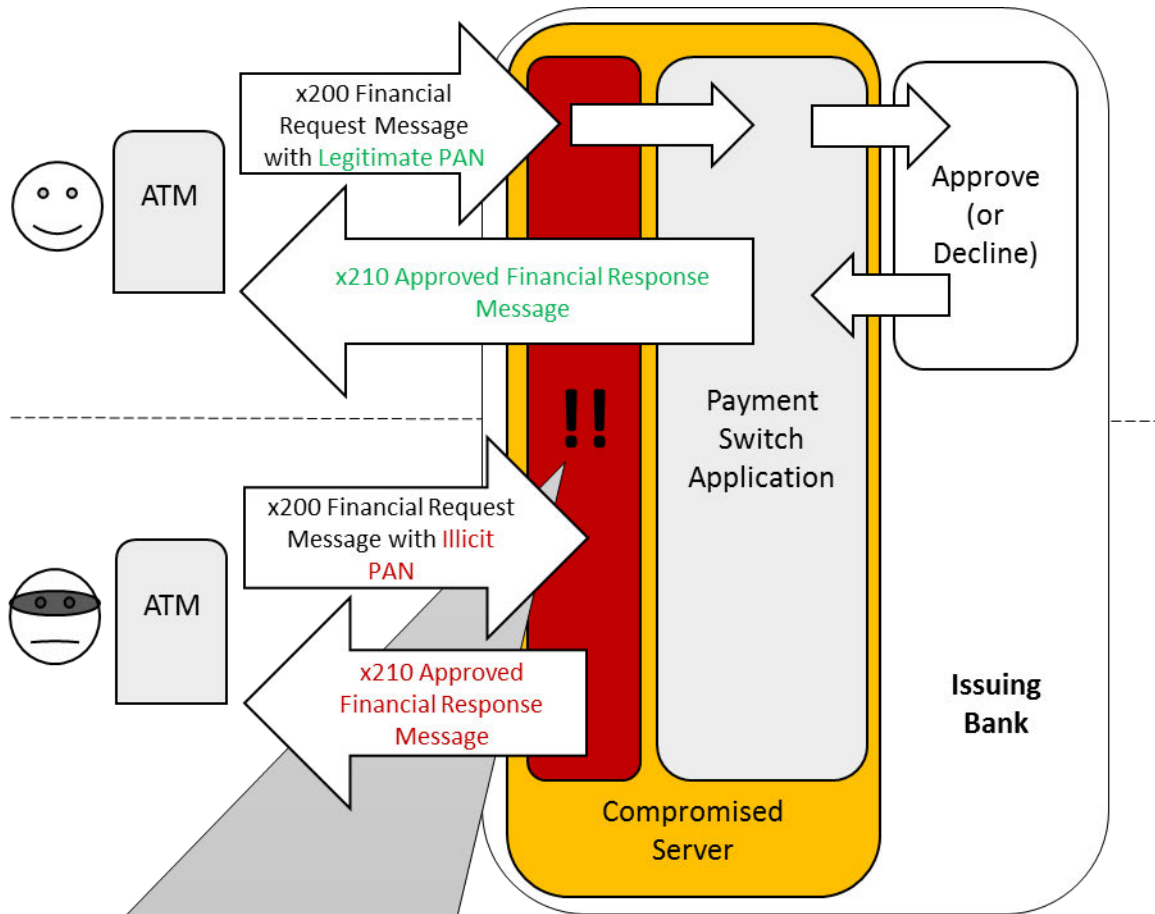 x200 Financial
Request Message
with Legitimate PAN
ATM
Approve
(or
Decline)
x210 Approved Financial Response
Message
!!
Payment
Switch
Application
x200 Financial Request
Message with Illicit
PAN
ATM
x210 Approved
Financial Response
Message
Issuing
Bank
Compromised
Server